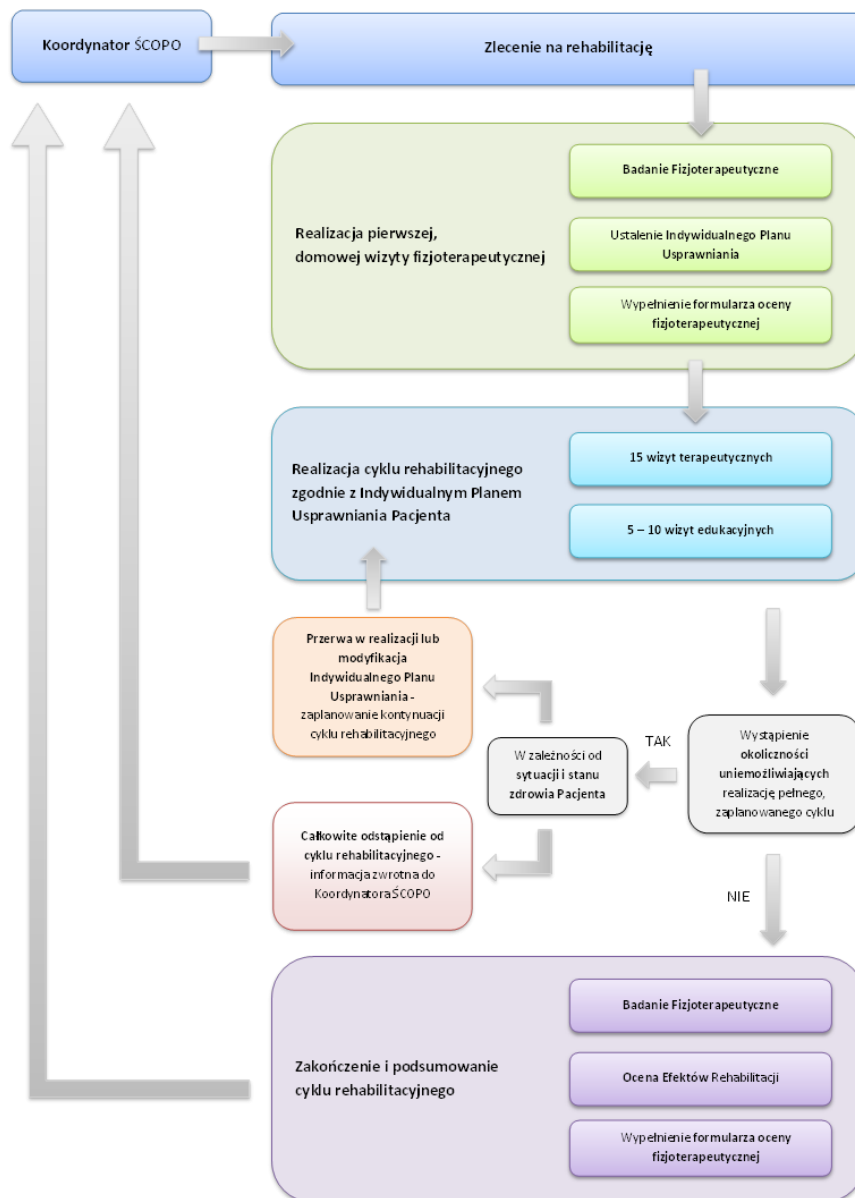 Koordynator ŚCOPO
Zlecenie na rehabilitację
Realizacja pierwszej,
domowej wizyty fizjoterapeutycznej
Badanie Fizjoterapeutyczne
Ustalenie Indywidualnego Planu
Usprawniania
Wypełnienie formularza oceny
fizjoterapeutycznej
Realizacja cyklu rehabilitacyjnego
zgodnie z Indywidualnym Planem
Usprawniania Pacjenta
15 wizyt terapeutycznych
5 – 10 wizyt edukacyjnych
Przerwa w realizacji lub
modyfikacja
Indywidualnego Planu
Usprawniania -
zaplanowanie kontynuacji
cyklu rehabilitacyjnego
W zależności od
sytuacji i stanu
zdrowia Pacjenta
TAK
Wystąpienie
okoliczności
uniemożliwiających
realizację pełnego,
zaplanowanego cyklu
Całkowite odstąpienie od
cyklu rehabilitacyjnego -
informacja zwrotna do
Koordynatora ŚCOPO
NIE
Zakończenie i podsumowanie
cyklu rehabilitacyjnego
Badanie Fizjoterapeutyczne
Ocena Efektów Rehabilitacji
Wypełnienie formularza oceny
fizjoterapeutycznej